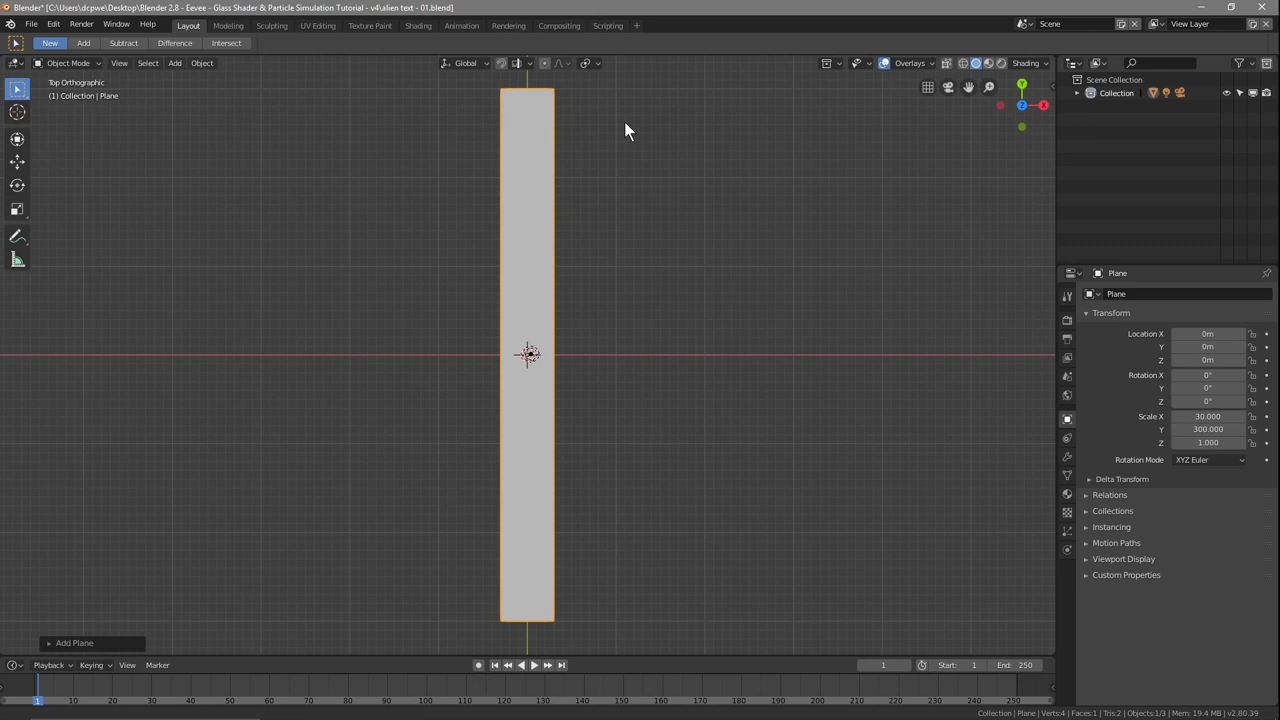 Blender* [C:\Users\dcpwe\Desktop\Blender 2.8 - Eevee - Glass Shader & Particle Simulation Tutorial - v4\alien text - 01.blend]
File Edit Render Window Help Layout Modeling Sculpting UV Editing Texture Paint Shading Animation Rendering Compositing Scripting + Scene View Layer
New Add Subtract Difference Intersect
Object Mode View Select Add Object Global Overlays Shading
Top Orthographic
(1) Collection | Plane
Scene Collection
Collection
Y
Z
X
Plane
Plane
Transform
Location X 0m
Y 0m
Z 0m
Rotation X 0°
Y 0°
Z 0°
Scale X 30.000
Y 300.000
Z 1.000
Rotation Mode XYZ Euler
Delta Transform
Relations
Collections
Instancing
Motion Paths
Viewport Display
Custom Properties
Add Plane
Playback Keying View Marker 1 Start: 1 End: 250
1 10 20 30 40 50 60 70 80 90 100 110 120 130 140 150 160 170 180 190 200 210 220 230 240 250
Collection | Plane | Verts:4 | Faces:1 | Tris:2 | Objects:1/3 | Mem: 19.4 MB | v2.80.39